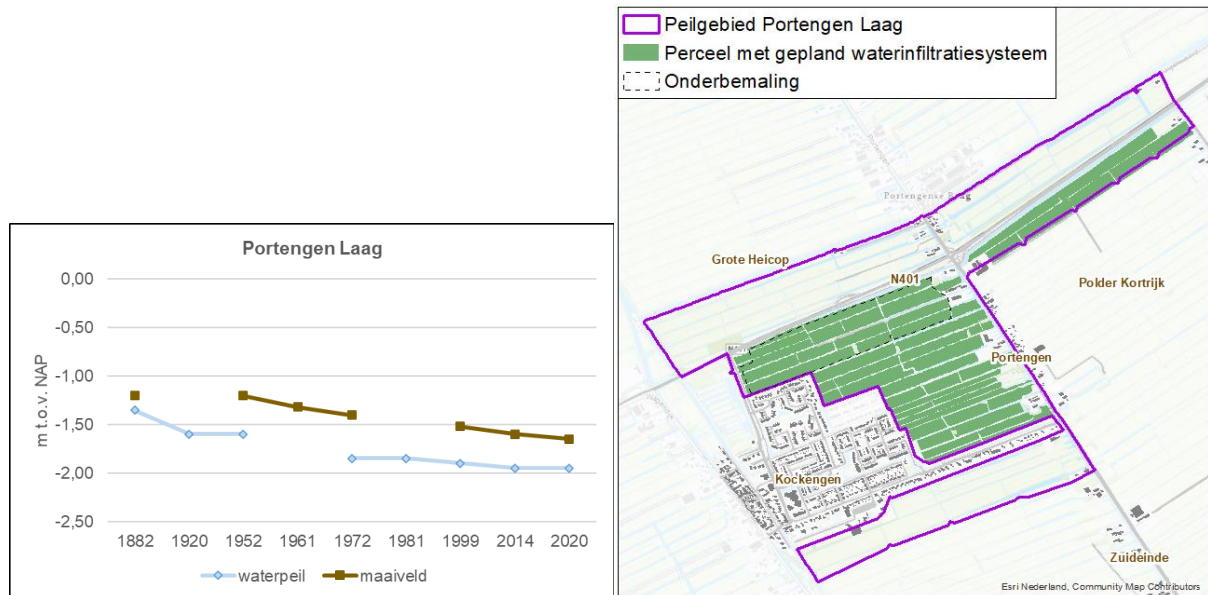 Portengen Laag
0,00
-0,50
-1,00
-1,50
-2,00
-2,50
m t.o.v. NAP
1882 1920 1952 1961 1972 1981 1999 2014 2020
waterpeil maaiveld
Peilgebied Portengen Laag
Perceel met gepland waterinfiltratiesysteem
Onderbemaling
Portengense Brug
Grote Heicop
N401
Polder Kortrijk
Portengen
Kockengen
Zuideinde
Esri Nederland, Community Map Contributors